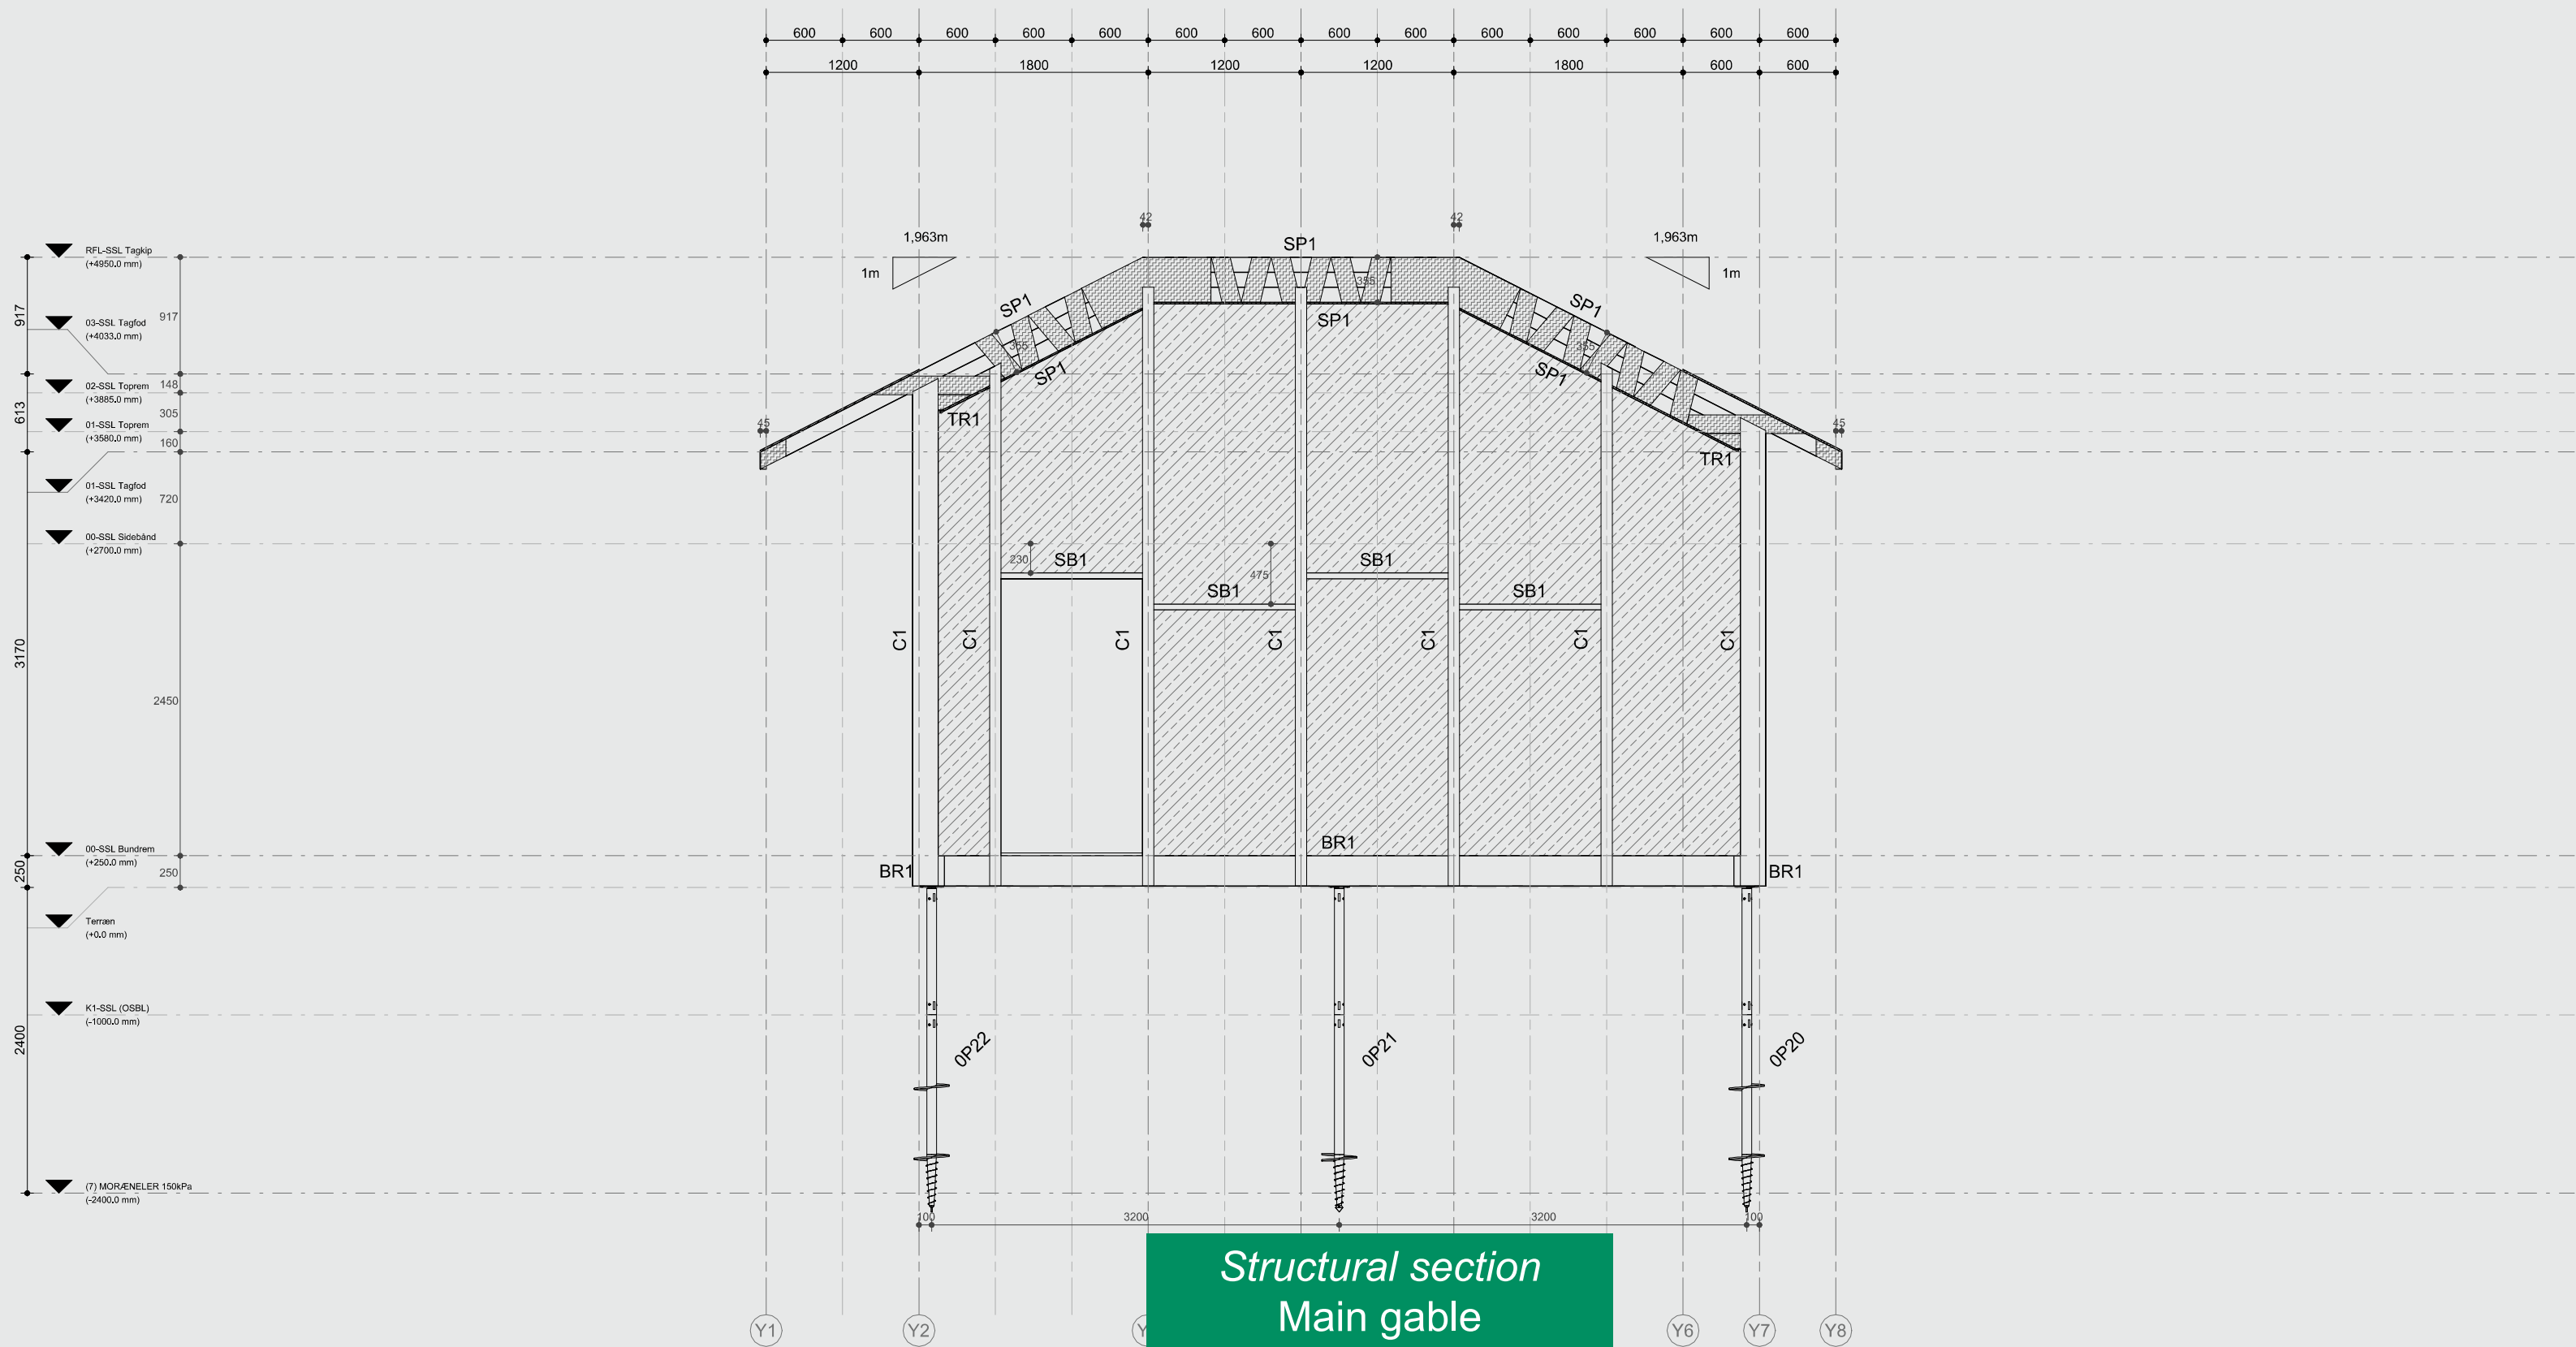 600 600 600 600 600 600 600 600 600 600 600 600 600 600
1200 1800 1200 1200 1800 600 600
42 42
1,963m 1,963m
SP1
1m 1m
RFL-SSL Tagkip
(+4950.0 mm)
355
917
917
SP1 SP1
03-SSL Tagfod
(+4033.0 mm)
SP1
355 355
SP1 SP1
02-SSL Toprem
(+3885.0 mm)
148
613
305
TR1
01-SSL Toprem
(+3580.0 mm)
45 45
160
TR1
01-SSL Tagfod
(+3420.0 mm)
720
00-SSL Sidebånd
(+2700.0 mm)
230 SB1 475 SB1
SB1 SB1
3170
C1 C1 C1 C1 C1 C1 C1
2450
BR1
00-SSL Bundrem
(+250.0 mm)
250
250
BR1 BR1
Terræn
(+0.0 mm)
K1-SSL (OSBL)
(-1000.0 mm)
2400
0P22 0P21 0P20
(7) MORÆNELER 150kPa
(-2400.0 mm)
100 3200 3200 100
Structural section
Main gable
Y1 Y2 Y6 Y7 Y8